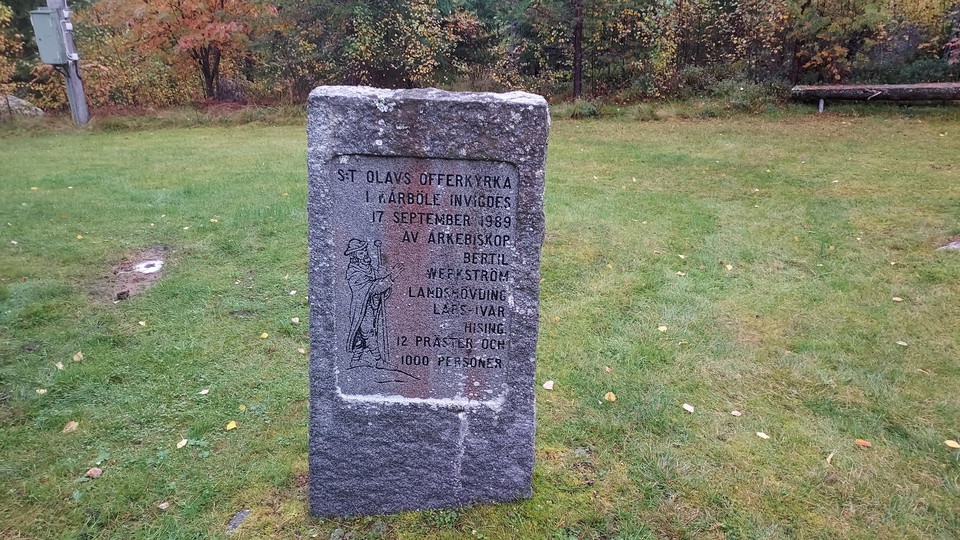 S:T OLAVS OFFERKYRKA
I KÅRBÖLE INVIGDES
17 SEPTEMBER 1989
AV ÄRKEBISKOP
BERTIL
WERKSTRÖM
LANDSHÖVDING
LARS-IVAR
HISING.
12 PRÄSTER OCH
1000 PERSONER